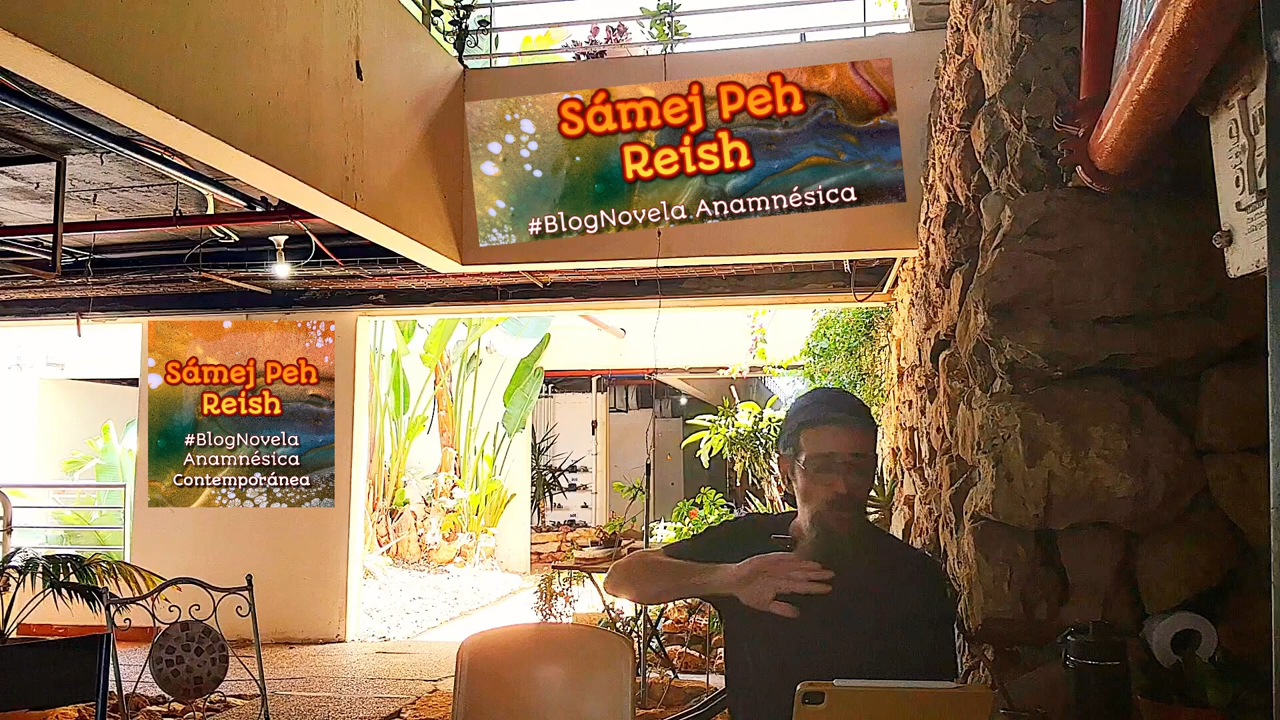 Sámej Peh
Reish
#BlogNovela Anamnésica
Sámej Peh
Reish
#BlogNovela
Anamnésica
Contemporánea